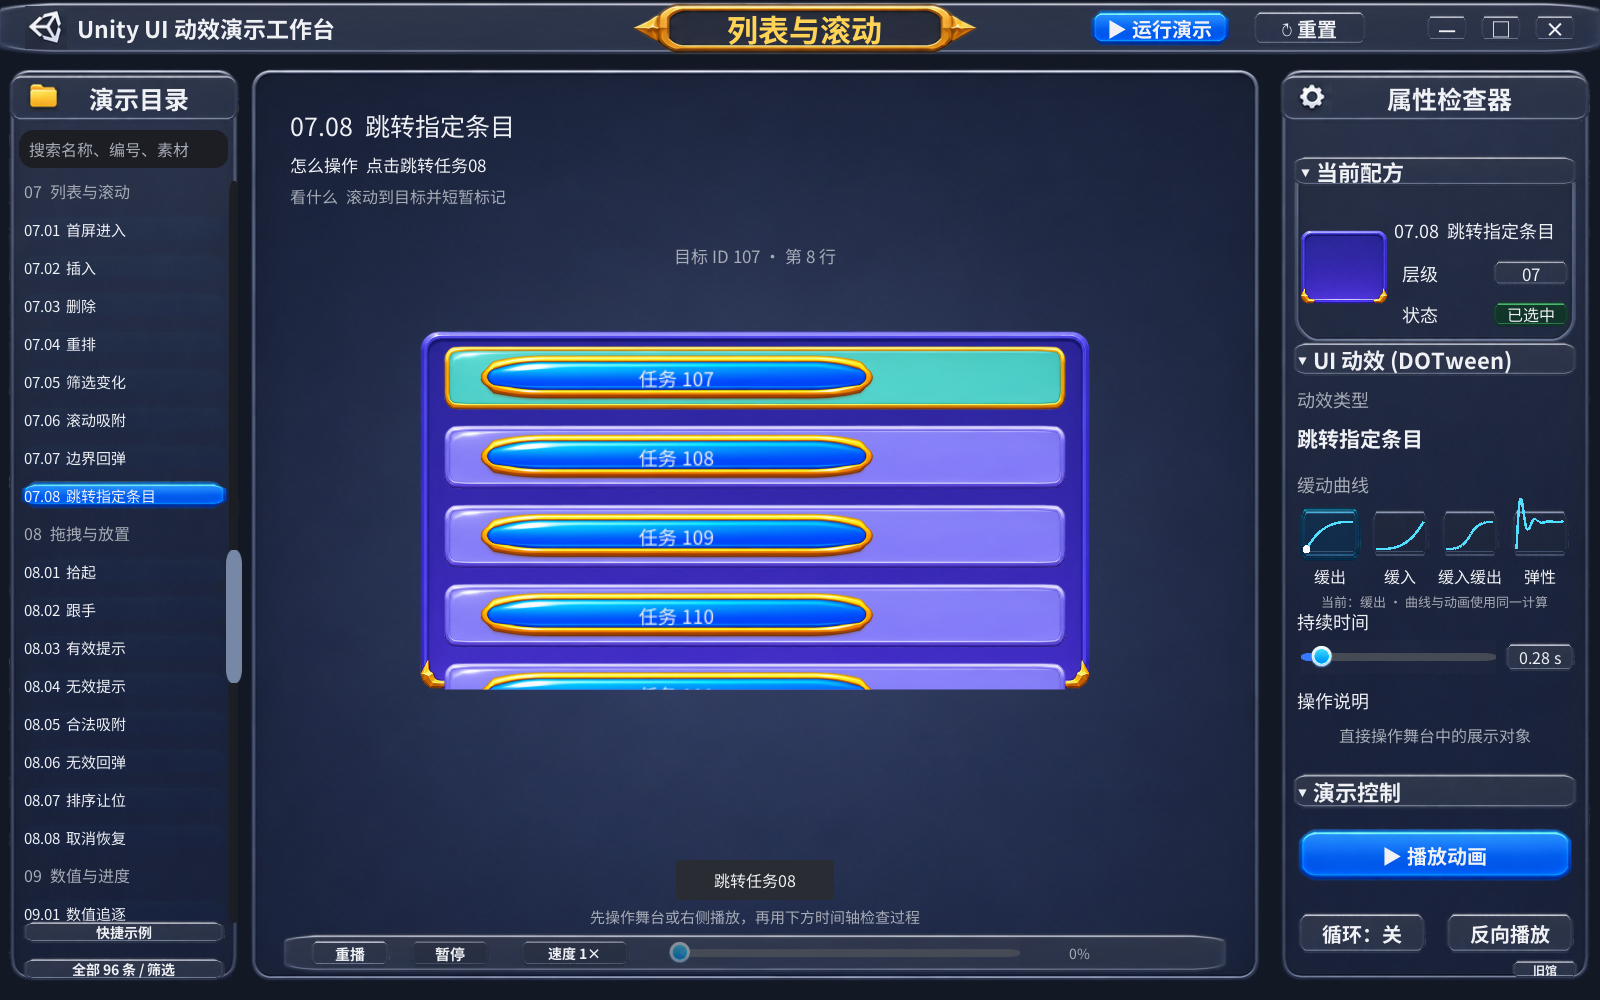 Unity UI 动效演示工作台
列表与滚动
▶ 运行演示
↻ 重置
演示目录
搜索名称、编号、素材
07 列表与滚动
07.01 首屏进入
07.02 插入
07.03 删除
07.04 重排
07.05 筛选变化
07.06 滚动吸附
07.07 边界回弹
07.08 跳转指定条目
08 拖拽与放置
08.01 拾起
08.02 跟手
08.03 有效提示
08.04 无效提示
08.05 合法吸附
08.06 无效回弹
08.07 排序让位
08.08 取消恢复
09 数值与进度
09.01 数值追逐
快捷示例
全部 96 条 / 筛选
07.08 跳转指定条目
怎么操作 点击跳转任务08
看什么 滚动到目标并短暂标记
目标 ID 107 · 第 8 行
任务 107
任务 108
任务 109
任务 110
跳转任务08
先操作舞台或右侧播放，再用下方时间轴检查过程
重播
暂停
速度 1×
0%
属性检查器
▼ 当前配方
07.08 跳转指定条目
层级
07
状态
已选中
▼ UI 动效 (DOTween)
动效类型
跳转指定条目
缓动曲线
缓出
缓入
缓入缓出
弹性
当前：缓出 · 曲线与动画使用同一计算
持续时间
0.28 s
操作说明
直接操作舞台中的展示对象
▼ 演示控制
▶ 播放动画
循环：关
反向播放
旧馆